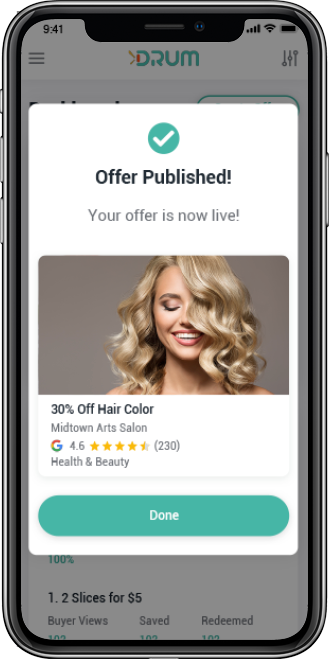 9:41
DRUM
Offer Published!
Your offer is now live!
30% Off Hair Color
Midtown Arts Salon
G 4.6 (230)
Health & Beauty
Done
100%
1. 2 Slices for $5
Buyer Views Saved Redeemed
102 102 102